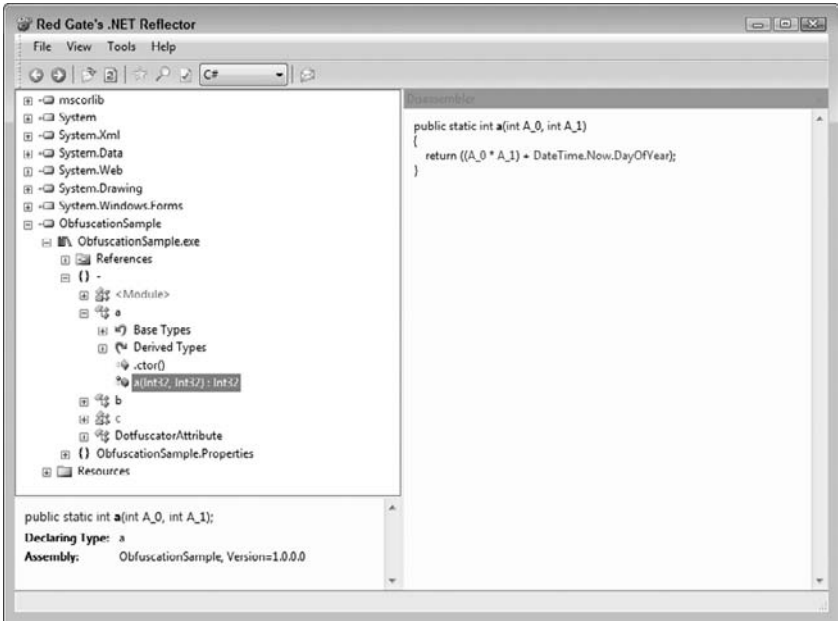 Red Gate's .NET Reflector
File View Tools Help
C#
mscorlib
System
System.Xml
System.Data
System.Web
System.Drawing
System.Windows.Forms
ObfuscationSample
ObfuscationSample.exe
References
{} -
<Module>
a
Base Types
Derived Types
.ctor()
a(Int32, Int32) : Int32
b
c
DotfuscatorAttribute
{} ObfuscationSample.Properties
Resources
Disassembler
public static int a(int A_0, int A_1)
{
return ((A_0 * A_1) + DateTime.Now.DayOfYear);
}
public static int a(int A_0, int A_1);
Declaring Type: a
Assembly: ObfuscationSample, Version=1.0.0.0